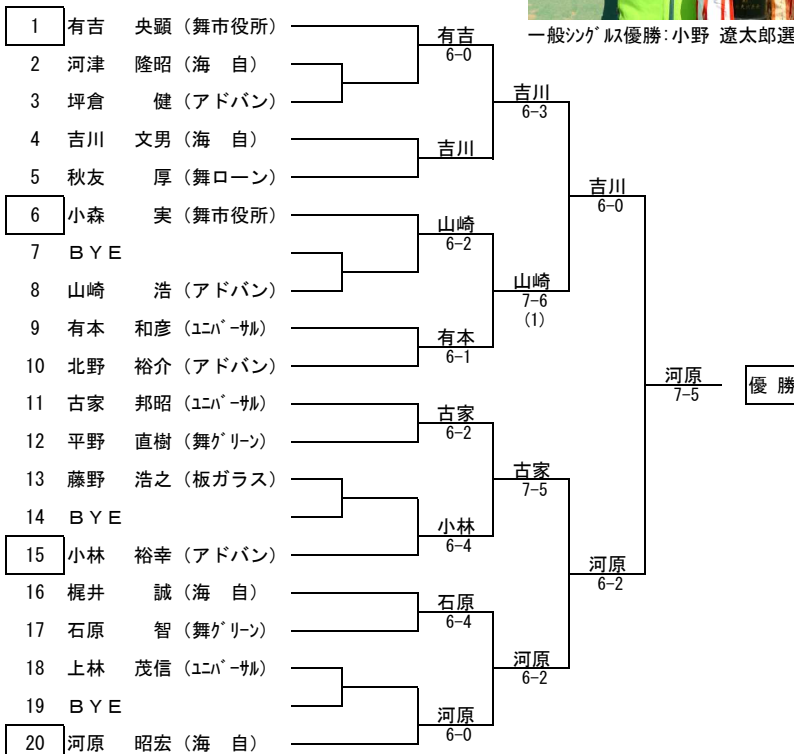 一般シングルス優勝:小野 遼太郎選
1 有吉 央顕 (舞市役所)
有吉
6-0
2 河津 隆昭 (海 自)
3 坪倉 健 (アドバン)
吉川
6-3
4 吉川 文男 (海 自)
吉川
5 秋友 厚 (舞ローン)
吉川
6-0
6 小森 実 (舞市役所)
山崎
6-2
7 BYE
8 山崎 浩 (アドバン)
山崎
7-6
(1)
9 有本 和彦 (ユニバーサル)
有本
6-1
10 北野 裕介 (アドバン)
河原
7-5
優 勝
11 古家 邦昭 (ユニバーサル)
古家
6-2
12 平野 直樹 (舞グリーン)
13 藤野 浩之 (板ガラス)
古家
7-5
14 BYE
小林
6-4
15 小林 裕幸 (アドバン)
河原
6-2
16 梶井 誠 (海 自)
石原
6-4
17 石原 智 (舞グリーン)
18 上林 茂信 (ユニバーサル)
河原
6-2
19 BYE
河原
6-0
20 河原 昭宏 (海 自)